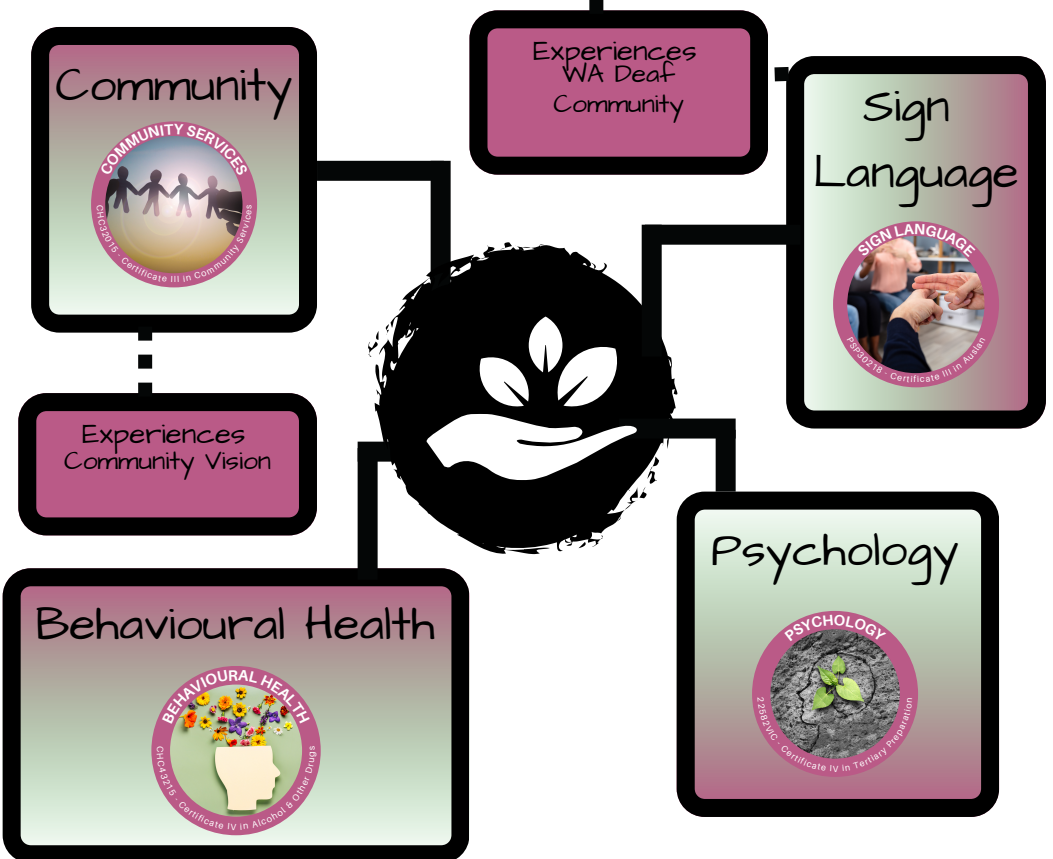 Community
COMMUNITY SERVICES
CHC32015 - Certificate III in Community Services
Experiences
WA Deaf
Community
Sign
Language
SIGN LANGUAGE
PSP30218 - Certificate III in Auslan
Experiences
Community Vision
Behavioural Health
BEHAVIOURAL HEALTH
CHC43215 - Certificate IV in Alcohol & Other Drugs
Psychology
PSYCHOLOGY
22582VIC - Certificate IV in Tertiary Preparation